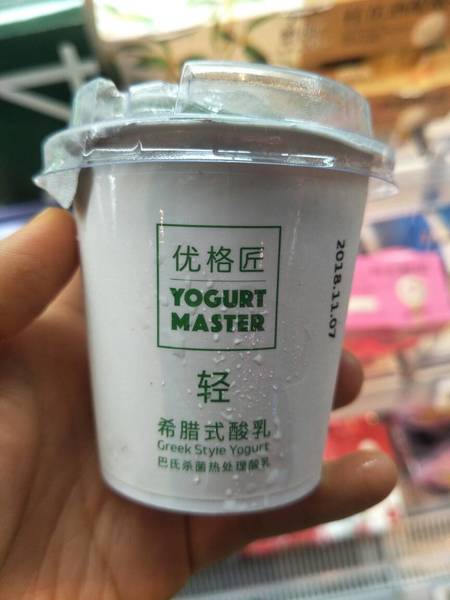 优格匠
YOGURT
MASTER
轻
希腊式酸乳
Greek Style Yogurt
巴氏杀菌热处理酸乳
2018.11.07